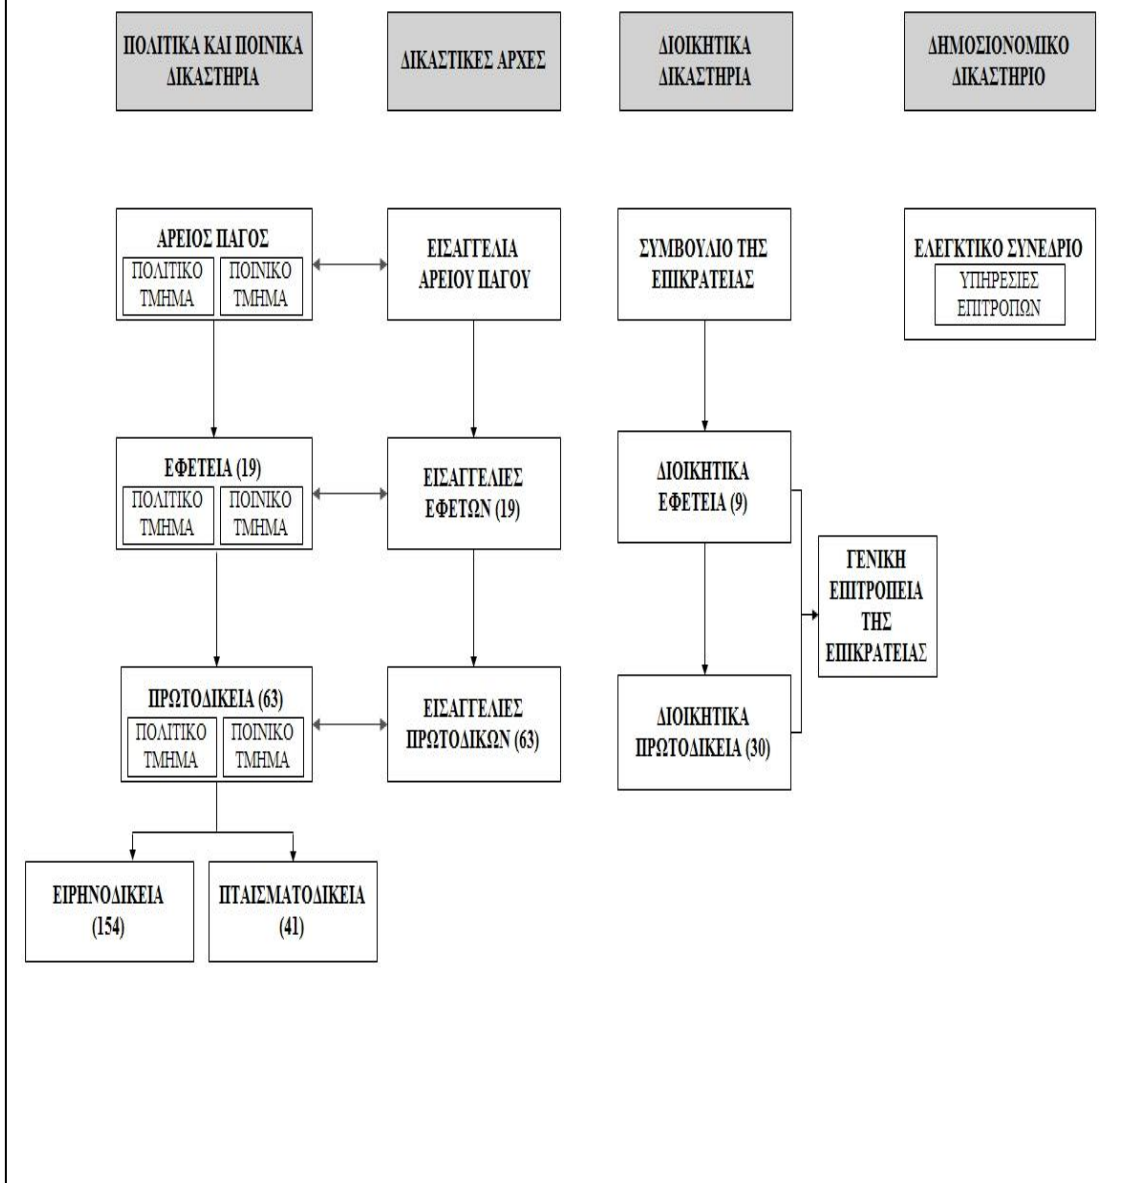 ΠΟΛΙΤΙΚΑ ΚΑΙ ΠΟΙΝΙΚΑ
ΔΙΚΑΣΤΗΡΙΑ
ΔΙΚΑΣΤΙΚΕΣ ΑΡΧΕΣ
ΔΙΟΙΚΗΤΙΚΑ
ΔΙΚΑΣΤΗΡΙΑ
ΔΗΜΟΣΙΟΝΟΜΙΚΟ
ΔΙΚΑΣΤΗΡΙΟ
ΑΡΕΙΟΣ ΠΑΓΟΣ
ΠΟΛΙΤΙΚΟ
ΤΜΗΜΑ
ΠΟΙΝΙΚΟ
ΤΜΗΜΑ
ΕΙΣΑΓΓΕΛΙΑ
ΑΡΕΙΟΥ ΠΑΓΟΥ
ΣΥΜΒΟΥΛΙΟ ΤΗΣ
ΕΠΙΚΡΑΤΕΙΑΣ
ΕΛΕΓΚΤΙΚΟ ΣΥΝΕΔΡΙΟ
ΥΠΗΡΕΣΙΕΣ
ΕΠΙΤΡΟΠΩΝ
ΕΦΕΤΕΙΑ (19)
ΠΟΛΙΤΙΚΟ
ΤΜΗΜΑ
ΠΟΙΝΙΚΟ
ΤΜΗΜΑ
ΕΙΣΑΓΓΕΛΙΕΣ
ΕΦΕΤΩΝ (19)
ΔΙΟΙΚΗΤΙΚΑ
ΕΦΕΤΕΙΑ (9)
ΓΕΝΙΚΗ
ΕΠΙΤΡΟΠΕΙΑ
ΤΗΣ
ΕΠΙΚΡΑΤΕΙΑΣ
ΠΡΩΤΟΔΙΚΕΙΑ (63)
ΠΟΛΙΤΙΚΟ
ΤΜΗΜΑ
ΠΟΙΝΙΚΟ
ΤΜΗΜΑ
ΕΙΣΑΓΓΕΛΙΕΣ
ΠΡΩΤΟΔΙΚΩΝ (63)
ΔΙΟΙΚΗΤΙΚΑ
ΠΡΩΤΟΔΙΚΕΙΑ (30)
ΕΙΡΗΝΟΔΙΚΕΙΑ
(154)
ΠΤΑΙΣΜΑΤΟΔΙΚΕΙΑ
(41)